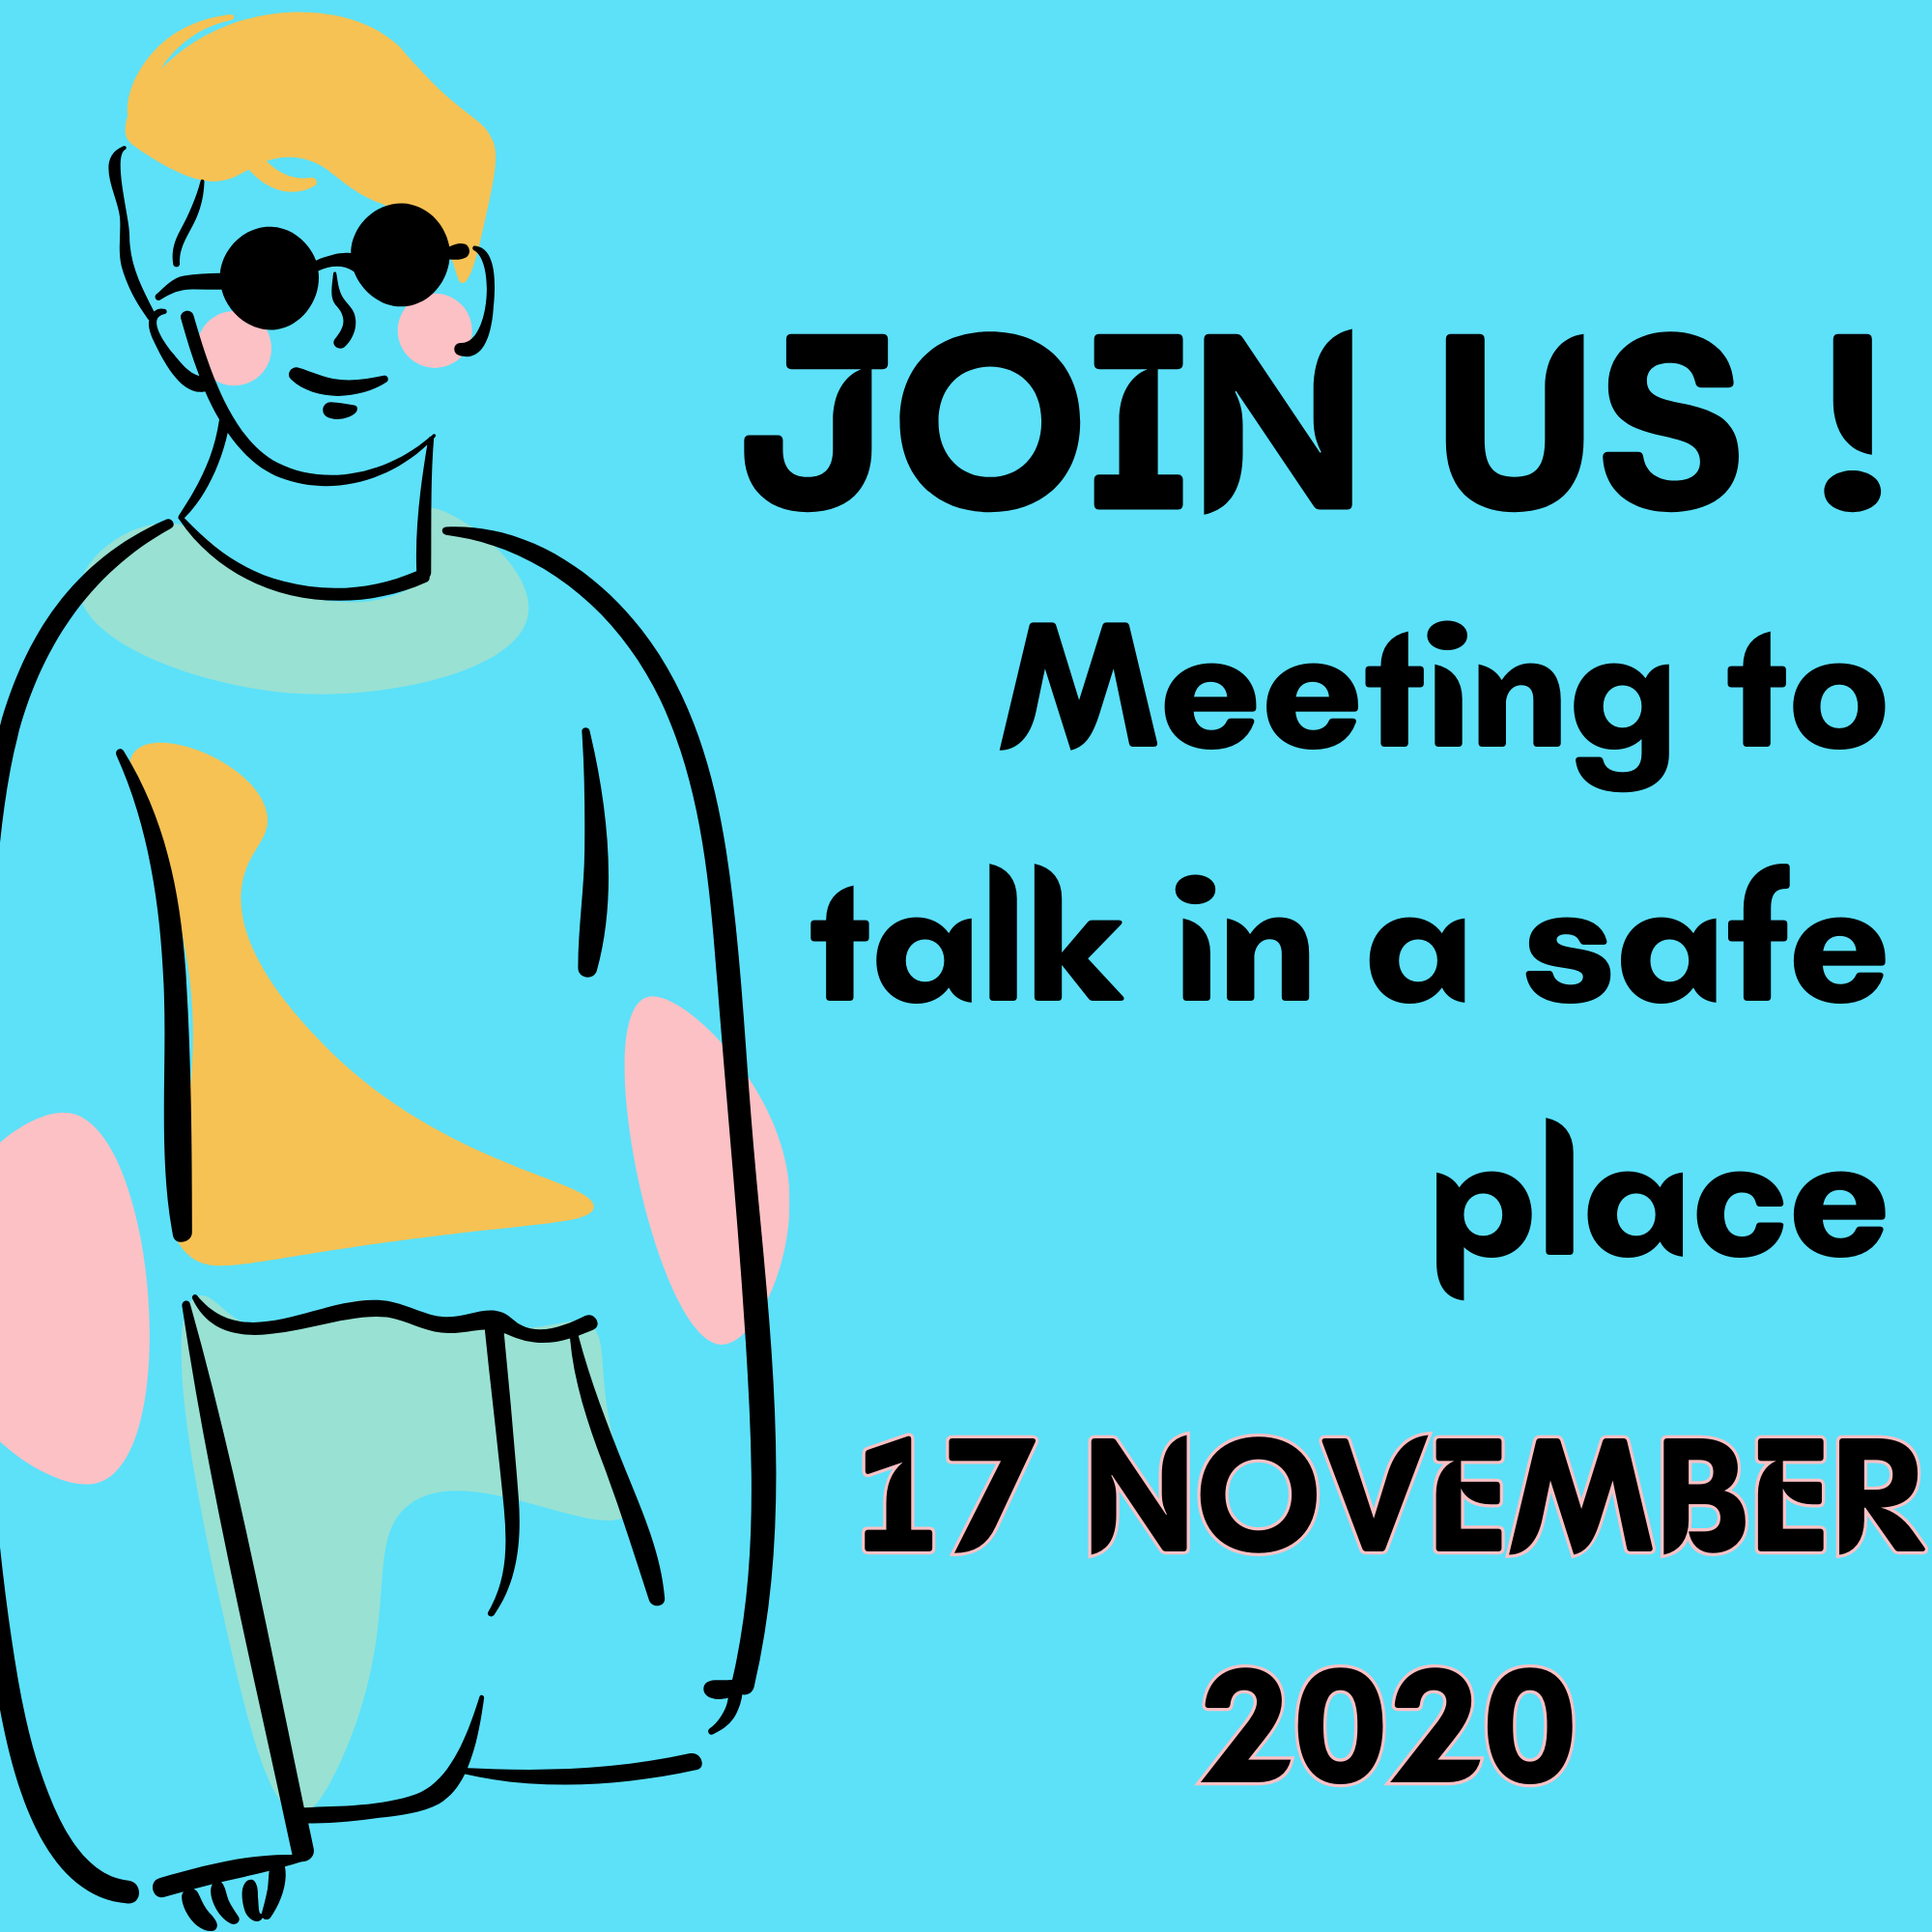 JOIN US !
Meeting to
talk in a safe
place
17 NOVEMBER
2020